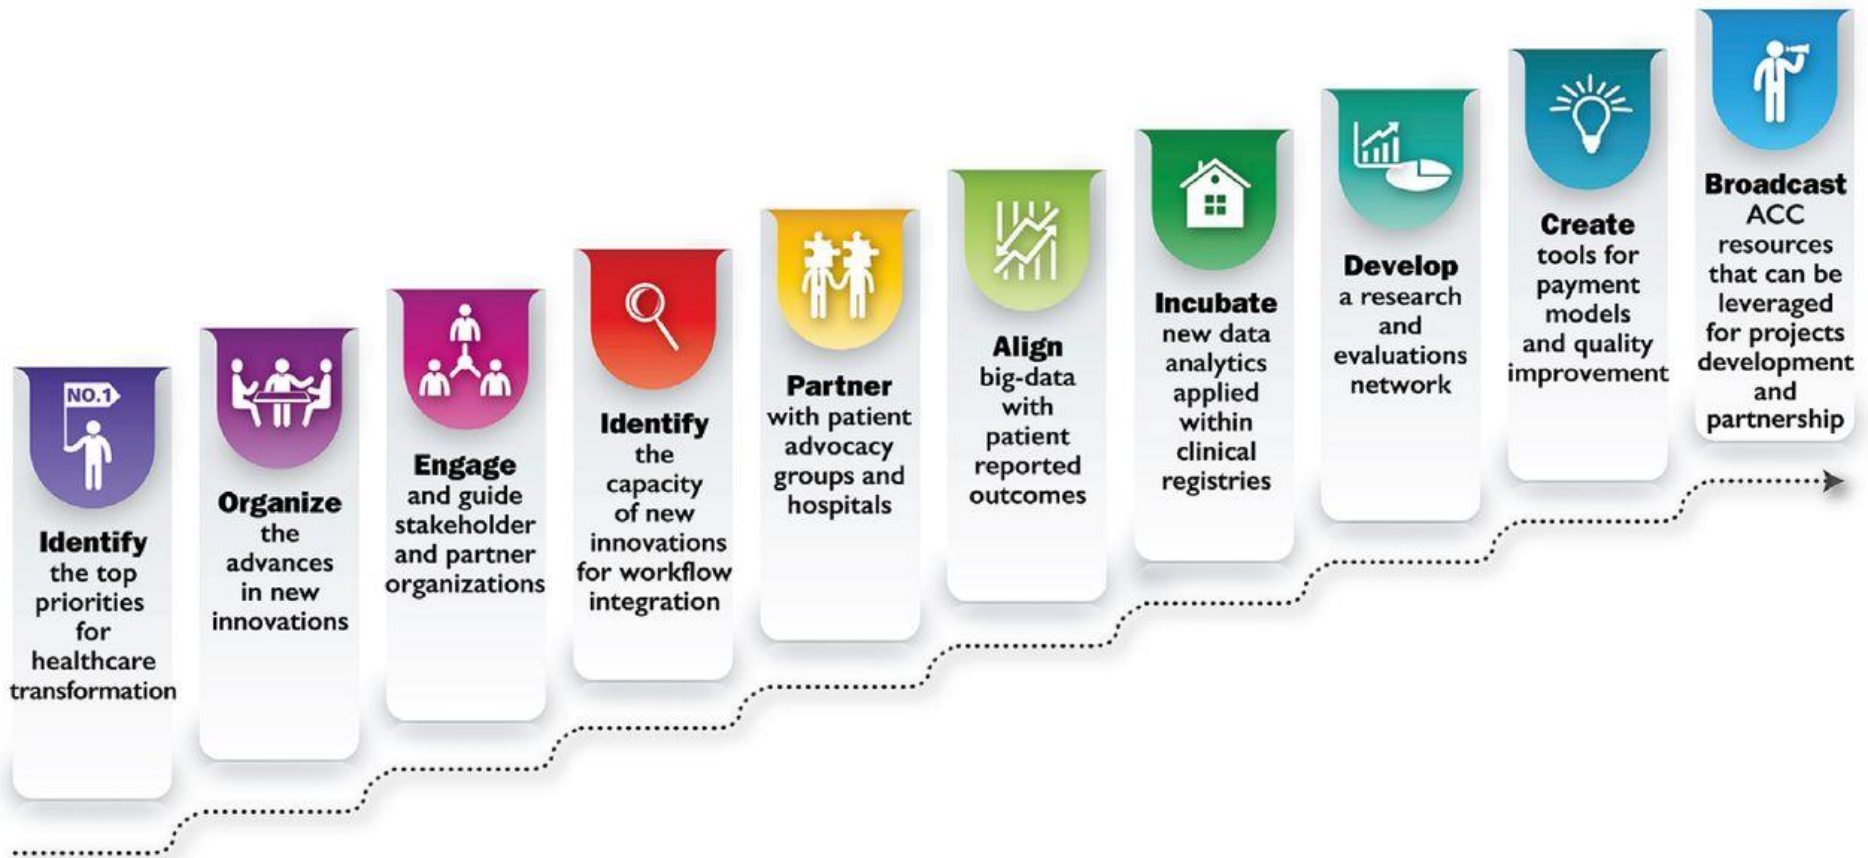 NO.1
Identify
the top
priorities
for
healthcare
transformation
Organize
the
advances
in new
innovations
Engage
and guide
stakeholder
and partner
organizations
Identify
the
capacity
of new
innovations
for workflow
integration
Partner
with patient
advocacy
groups and
hospitals
Align
big-data
with
patient
reported
outcomes
Incubate
new data
analytics
applied
within
clinical
registries
Develop
a research
and
evaluations
network
Create
tools for
payment
models
and quality
improvement
Broadcast
ACC
resources
that can be
leveraged
for projects
development
and
partnership